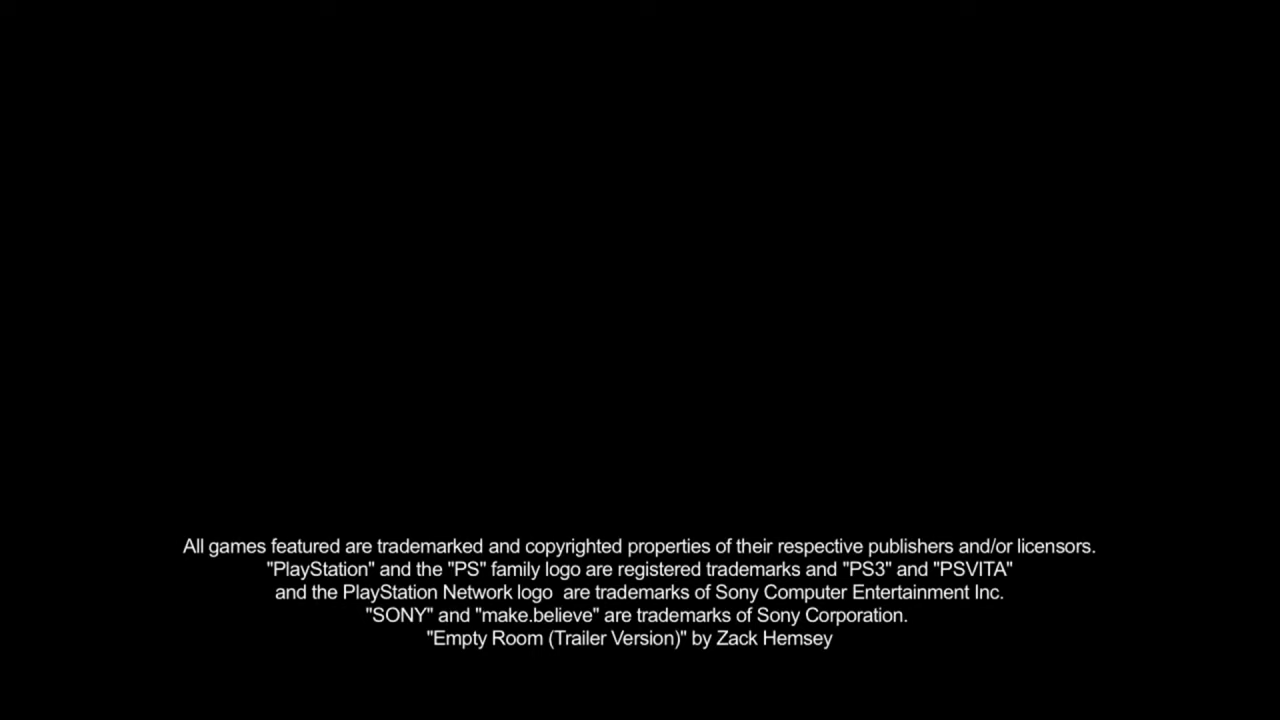 All games featured are trademarked and copyrighted properties of their respective publishers and/or licensors.
"PlayStation" and the "PS" family logo are registered trademarks and "PS3" and "PSVITA"
and the PlayStation Network logo  are trademarks of Sony Computer Entertainment Inc.
"SONY" and "make.believe" are trademarks of Sony Corporation.
"Empty Room (Trailer Version)" by Zack Hemsey